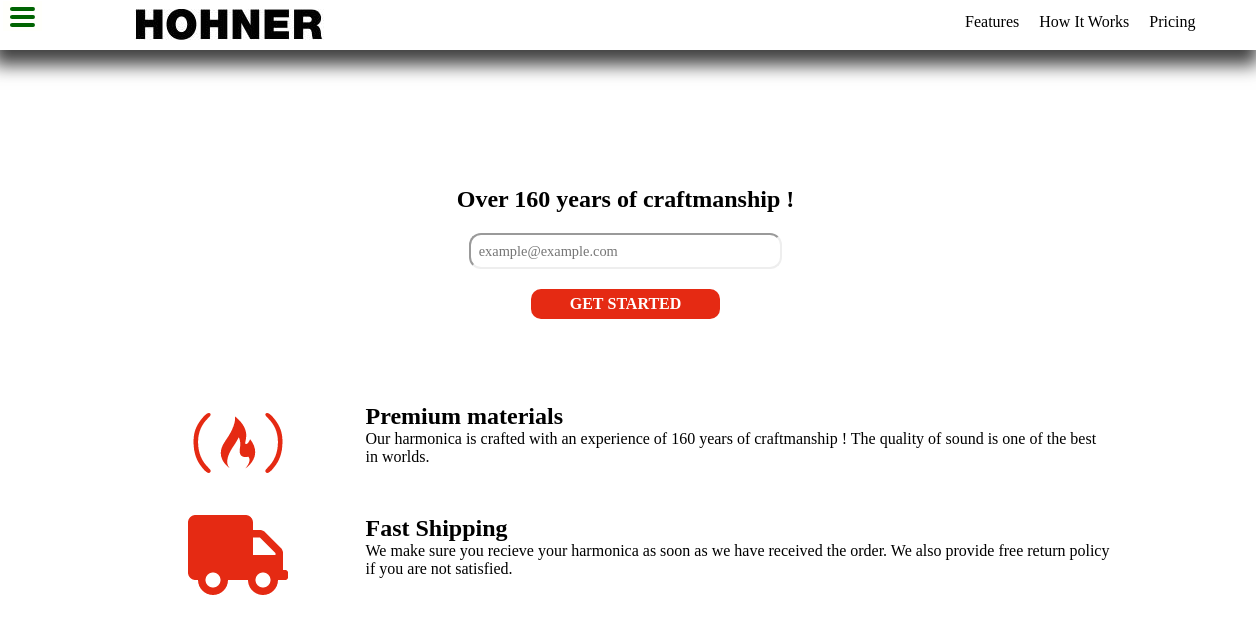 HOHNER
Features How It Works Pricing
Over 160 years of craftmanship !
example@example.com
GET STARTED
Premium materials
Our harmonica is crafted with an experience of 160 years of craftmanship ! The quality of sound is one of the best
in worlds.
Fast Shipping
We make sure you recieve your harmonica as soon as we have received the order. We also provide free return policy
if you are not satisfied.